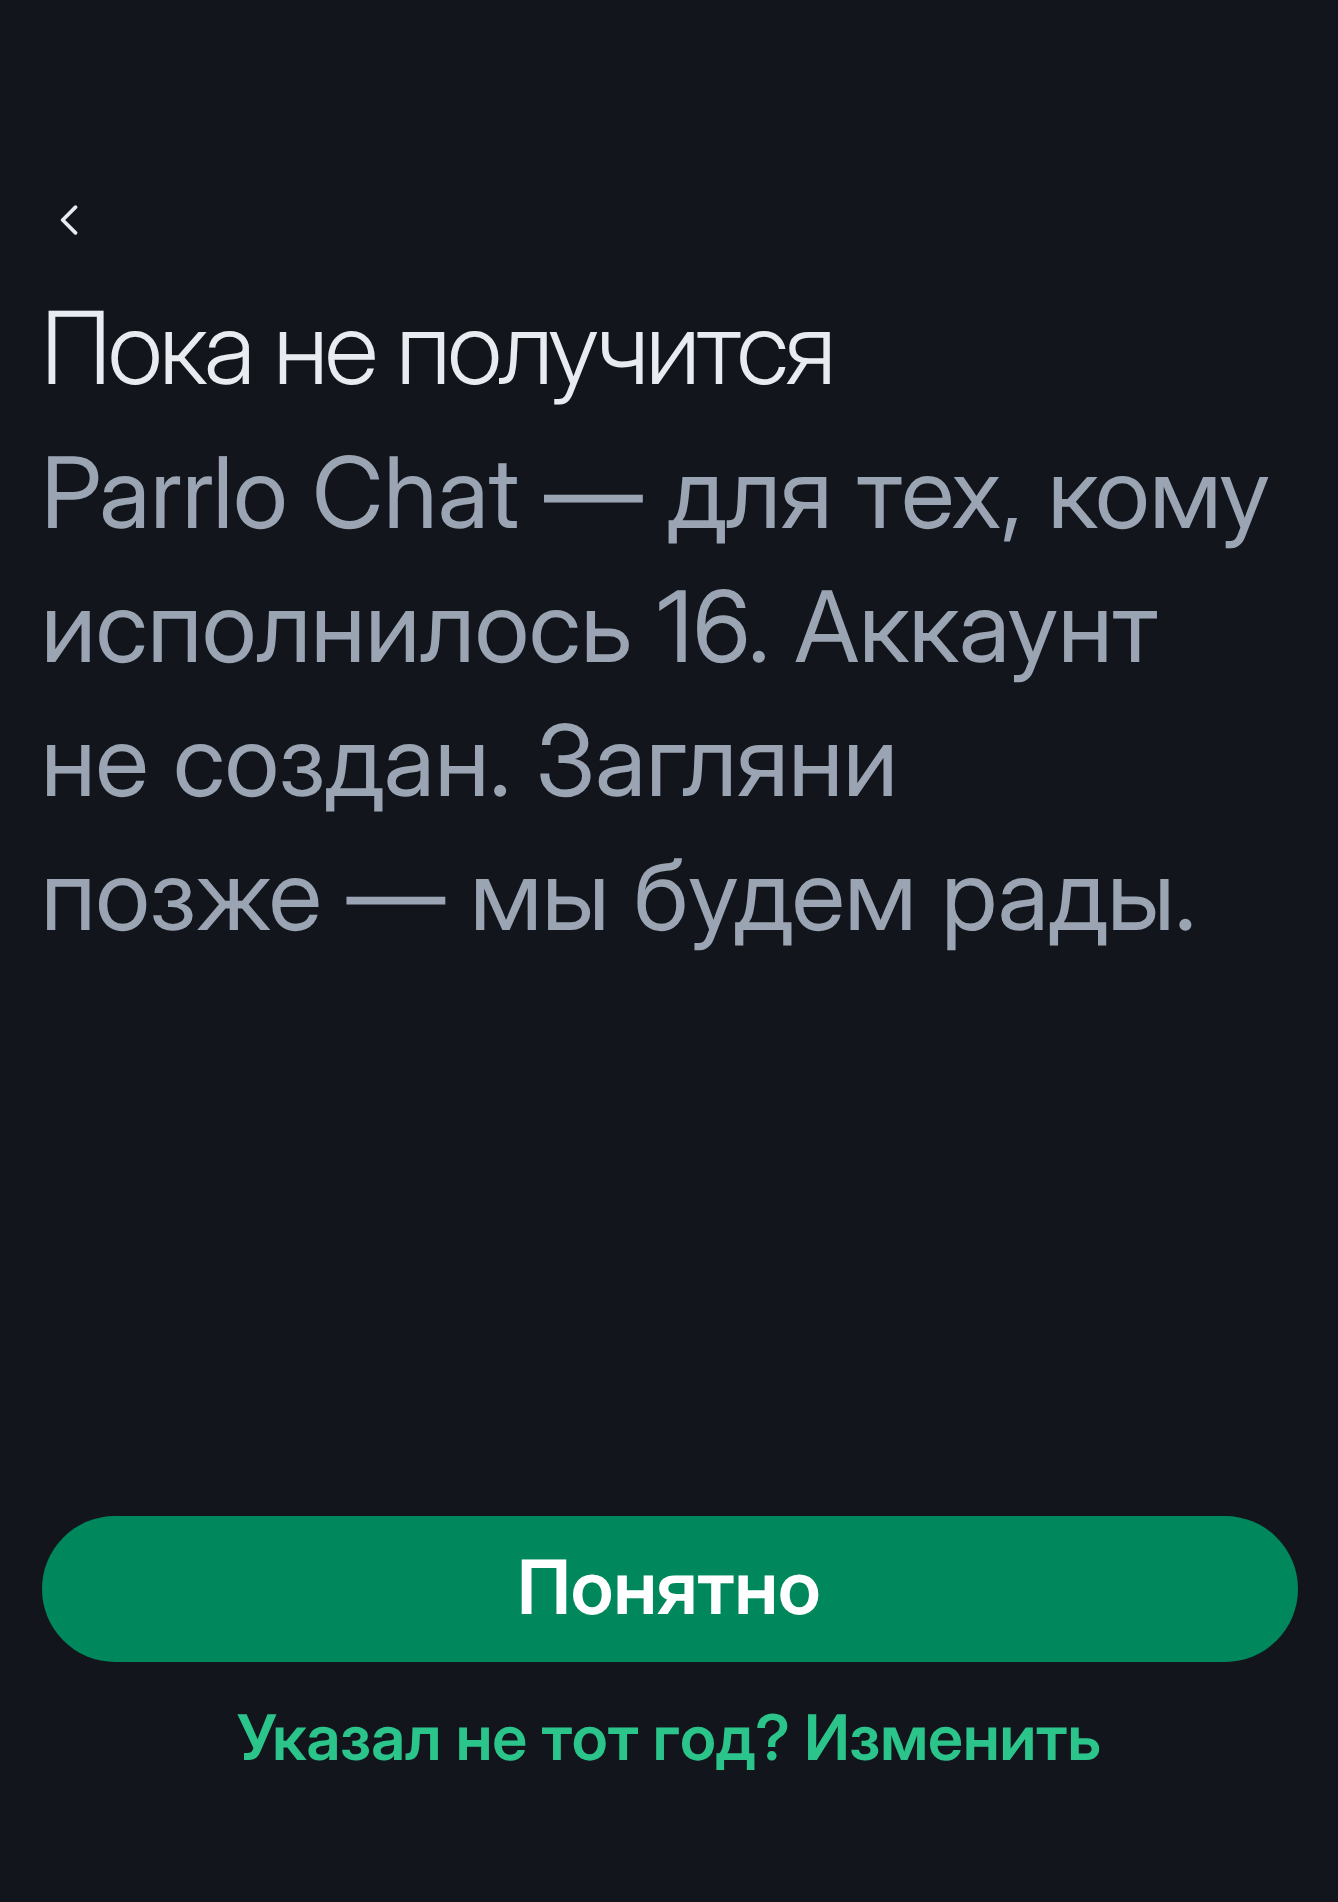 Пока не получится
Parrlo Chat — для тех, кому
исполнилось 16. Аккаунт
не создан. Загляни
позже — мы будем рады.
Понятно
Указал не тот год? Изменить